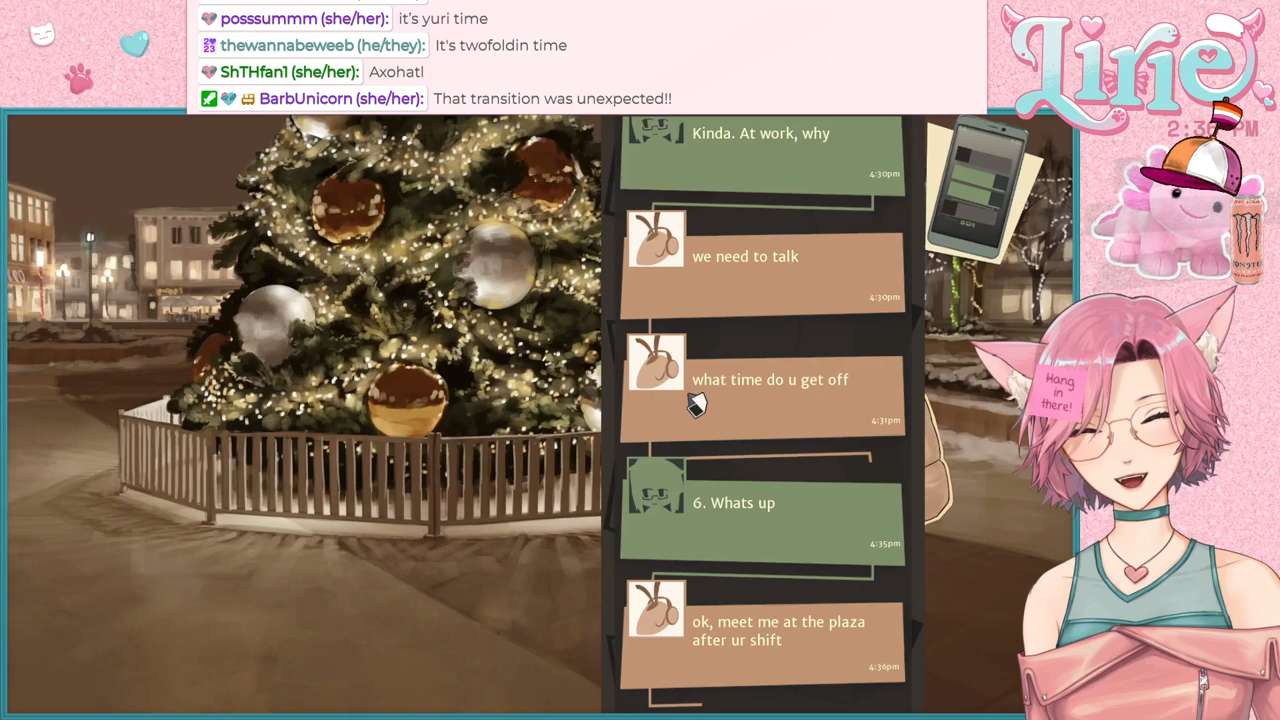 posssummm (she/her): it's yuri time
thewannabeweeb (he/they): It's twofoldin time
ShTHfan1 (she/her): Axohatl
BarbUnicorn (she/her): That transition was unexpected!!
Lirie
PM
Kinda. At work, why
4:30pm
we need to talk
4:30pm
what time do u get off
4:31pm
6. Whats up
4:35pm
ok, meet me at the plaza
after ur shift
4:36pm
Hang
in
there!